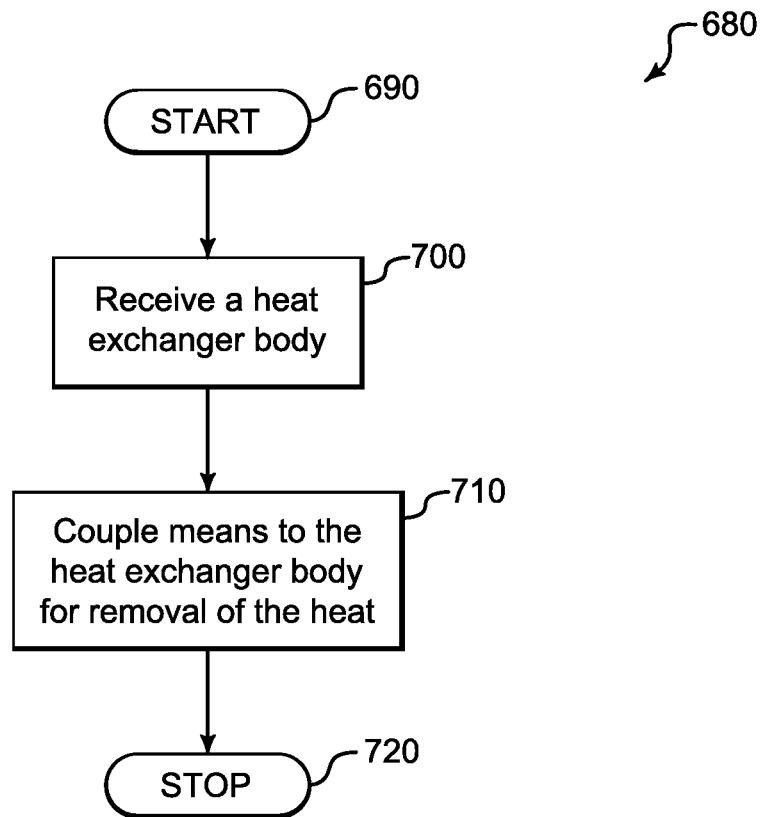 680
START
690
700
Receive a heat
exchanger body
710
Couple means to the
heat exchanger body
for removal of the heat
STOP
720